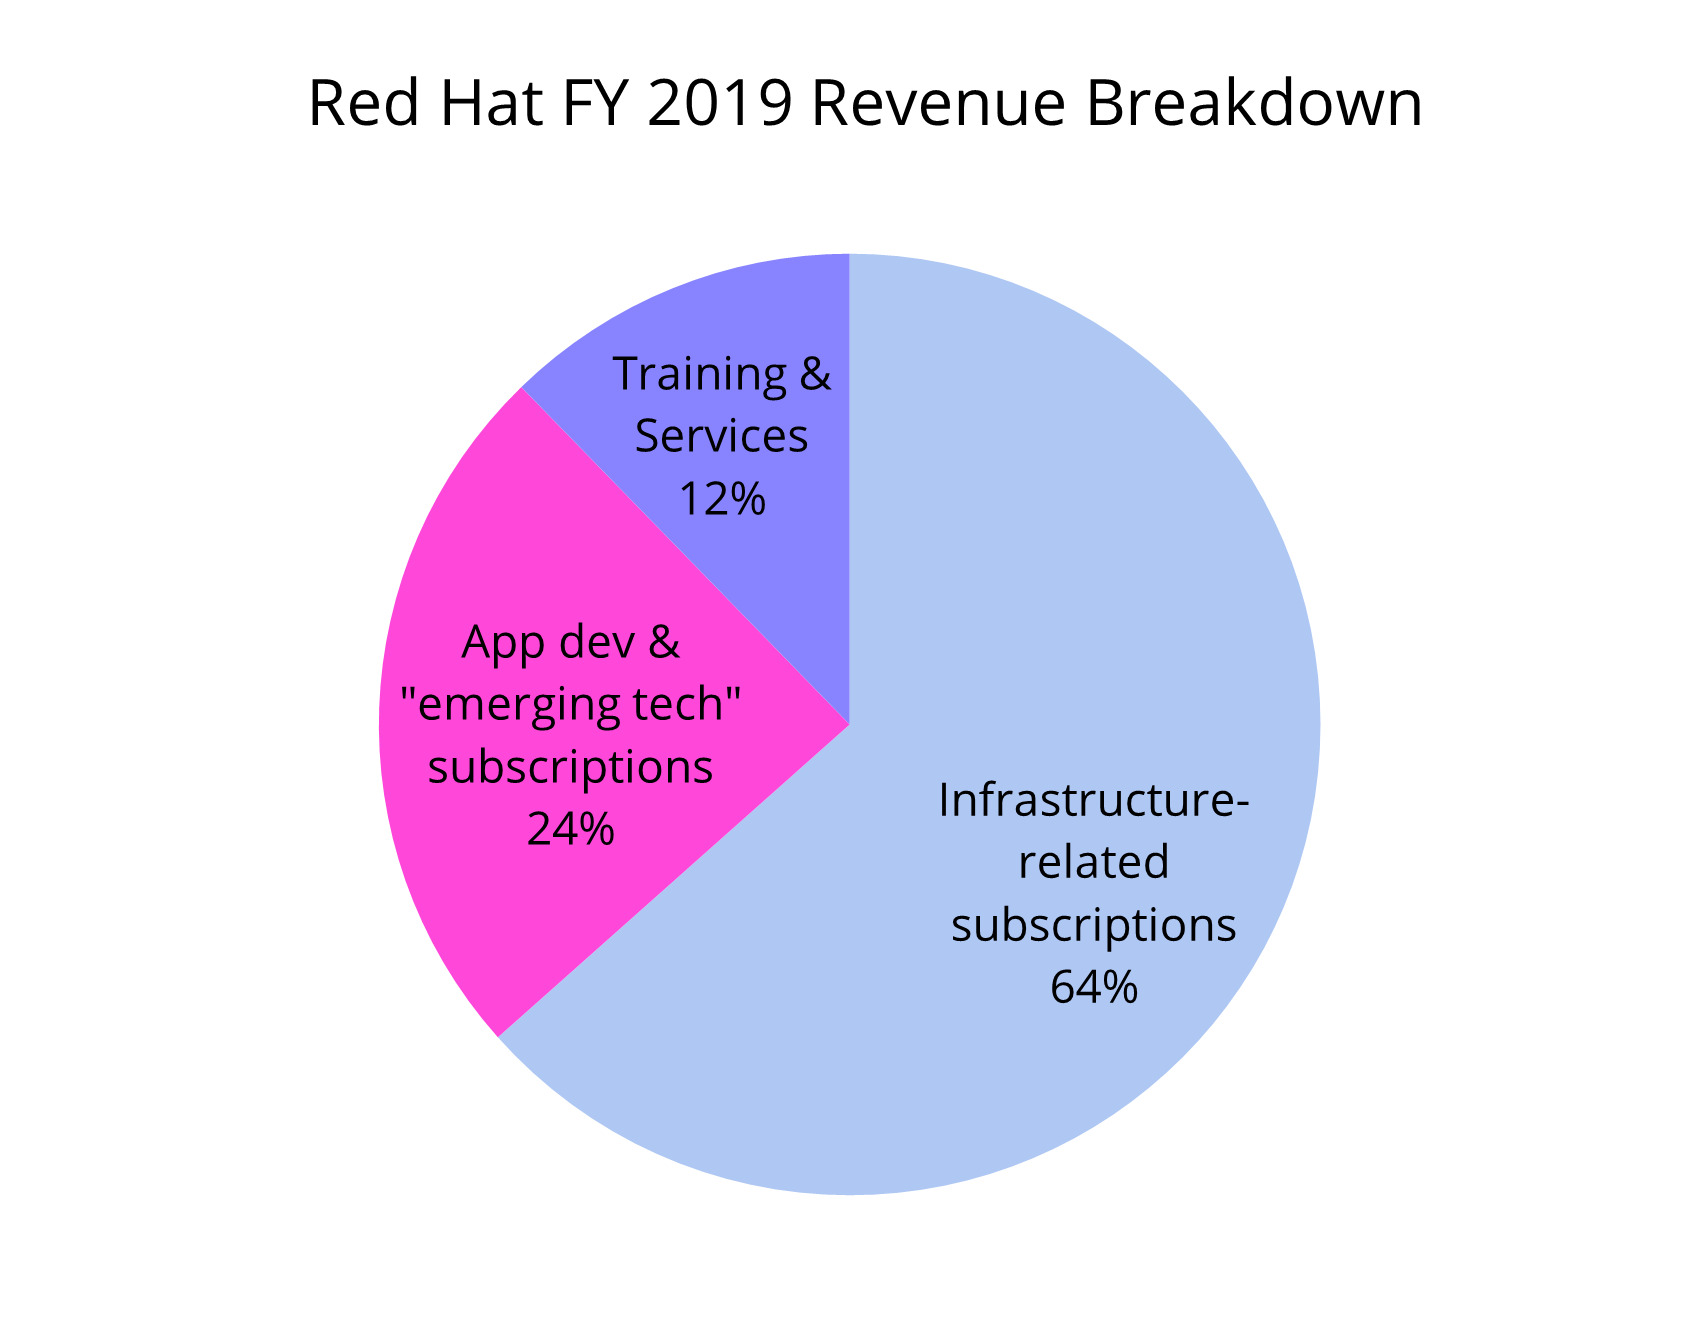 Red Hat FY 2019 Revenue Breakdown
Training &
Services
12%
App dev &
"emerging tech"
subscriptions
24%
Infrastructure-
related
subscriptions
64%